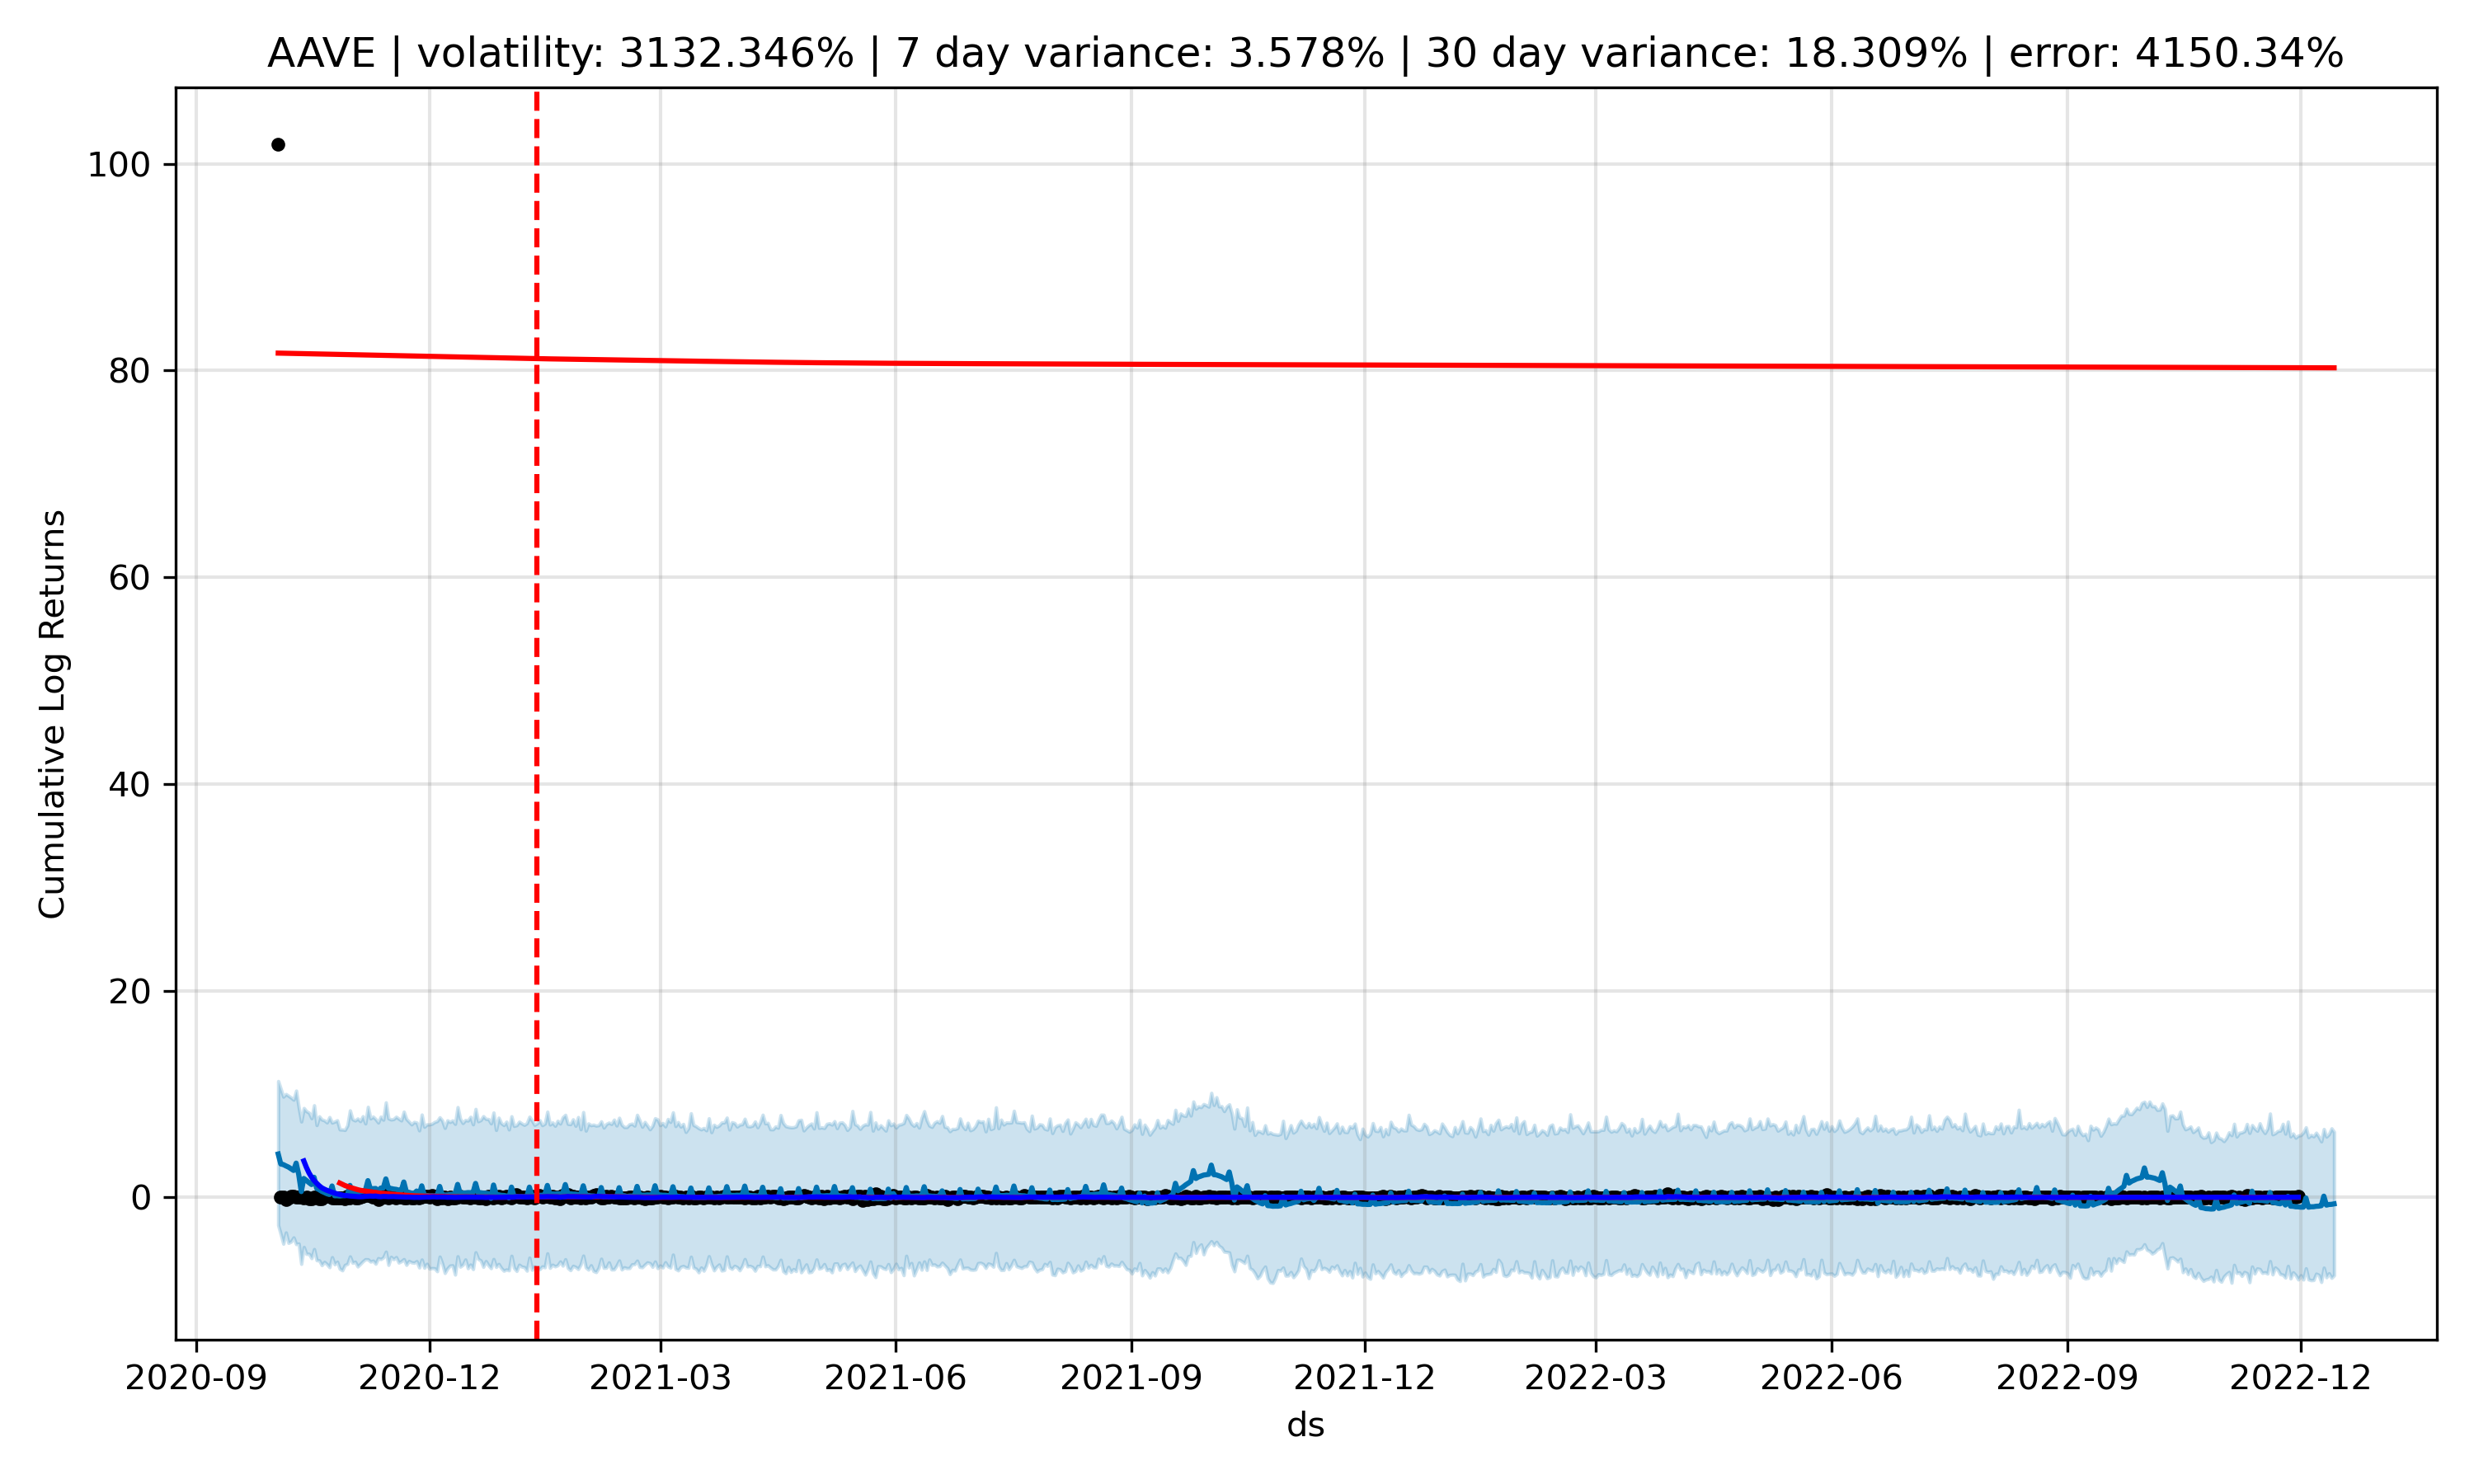 AAVE | volatility: 3132.346% | 7 day variance: 3.578% | 30 day variance: 18.309% | error: 4150.34%
Cumulative Log Returns
100
80
60
40
20
0
2020-09 2020-12 2021-03 2021-06 2021-09 2021-12 2022-03 2022-06 2022-09 2022-12
ds